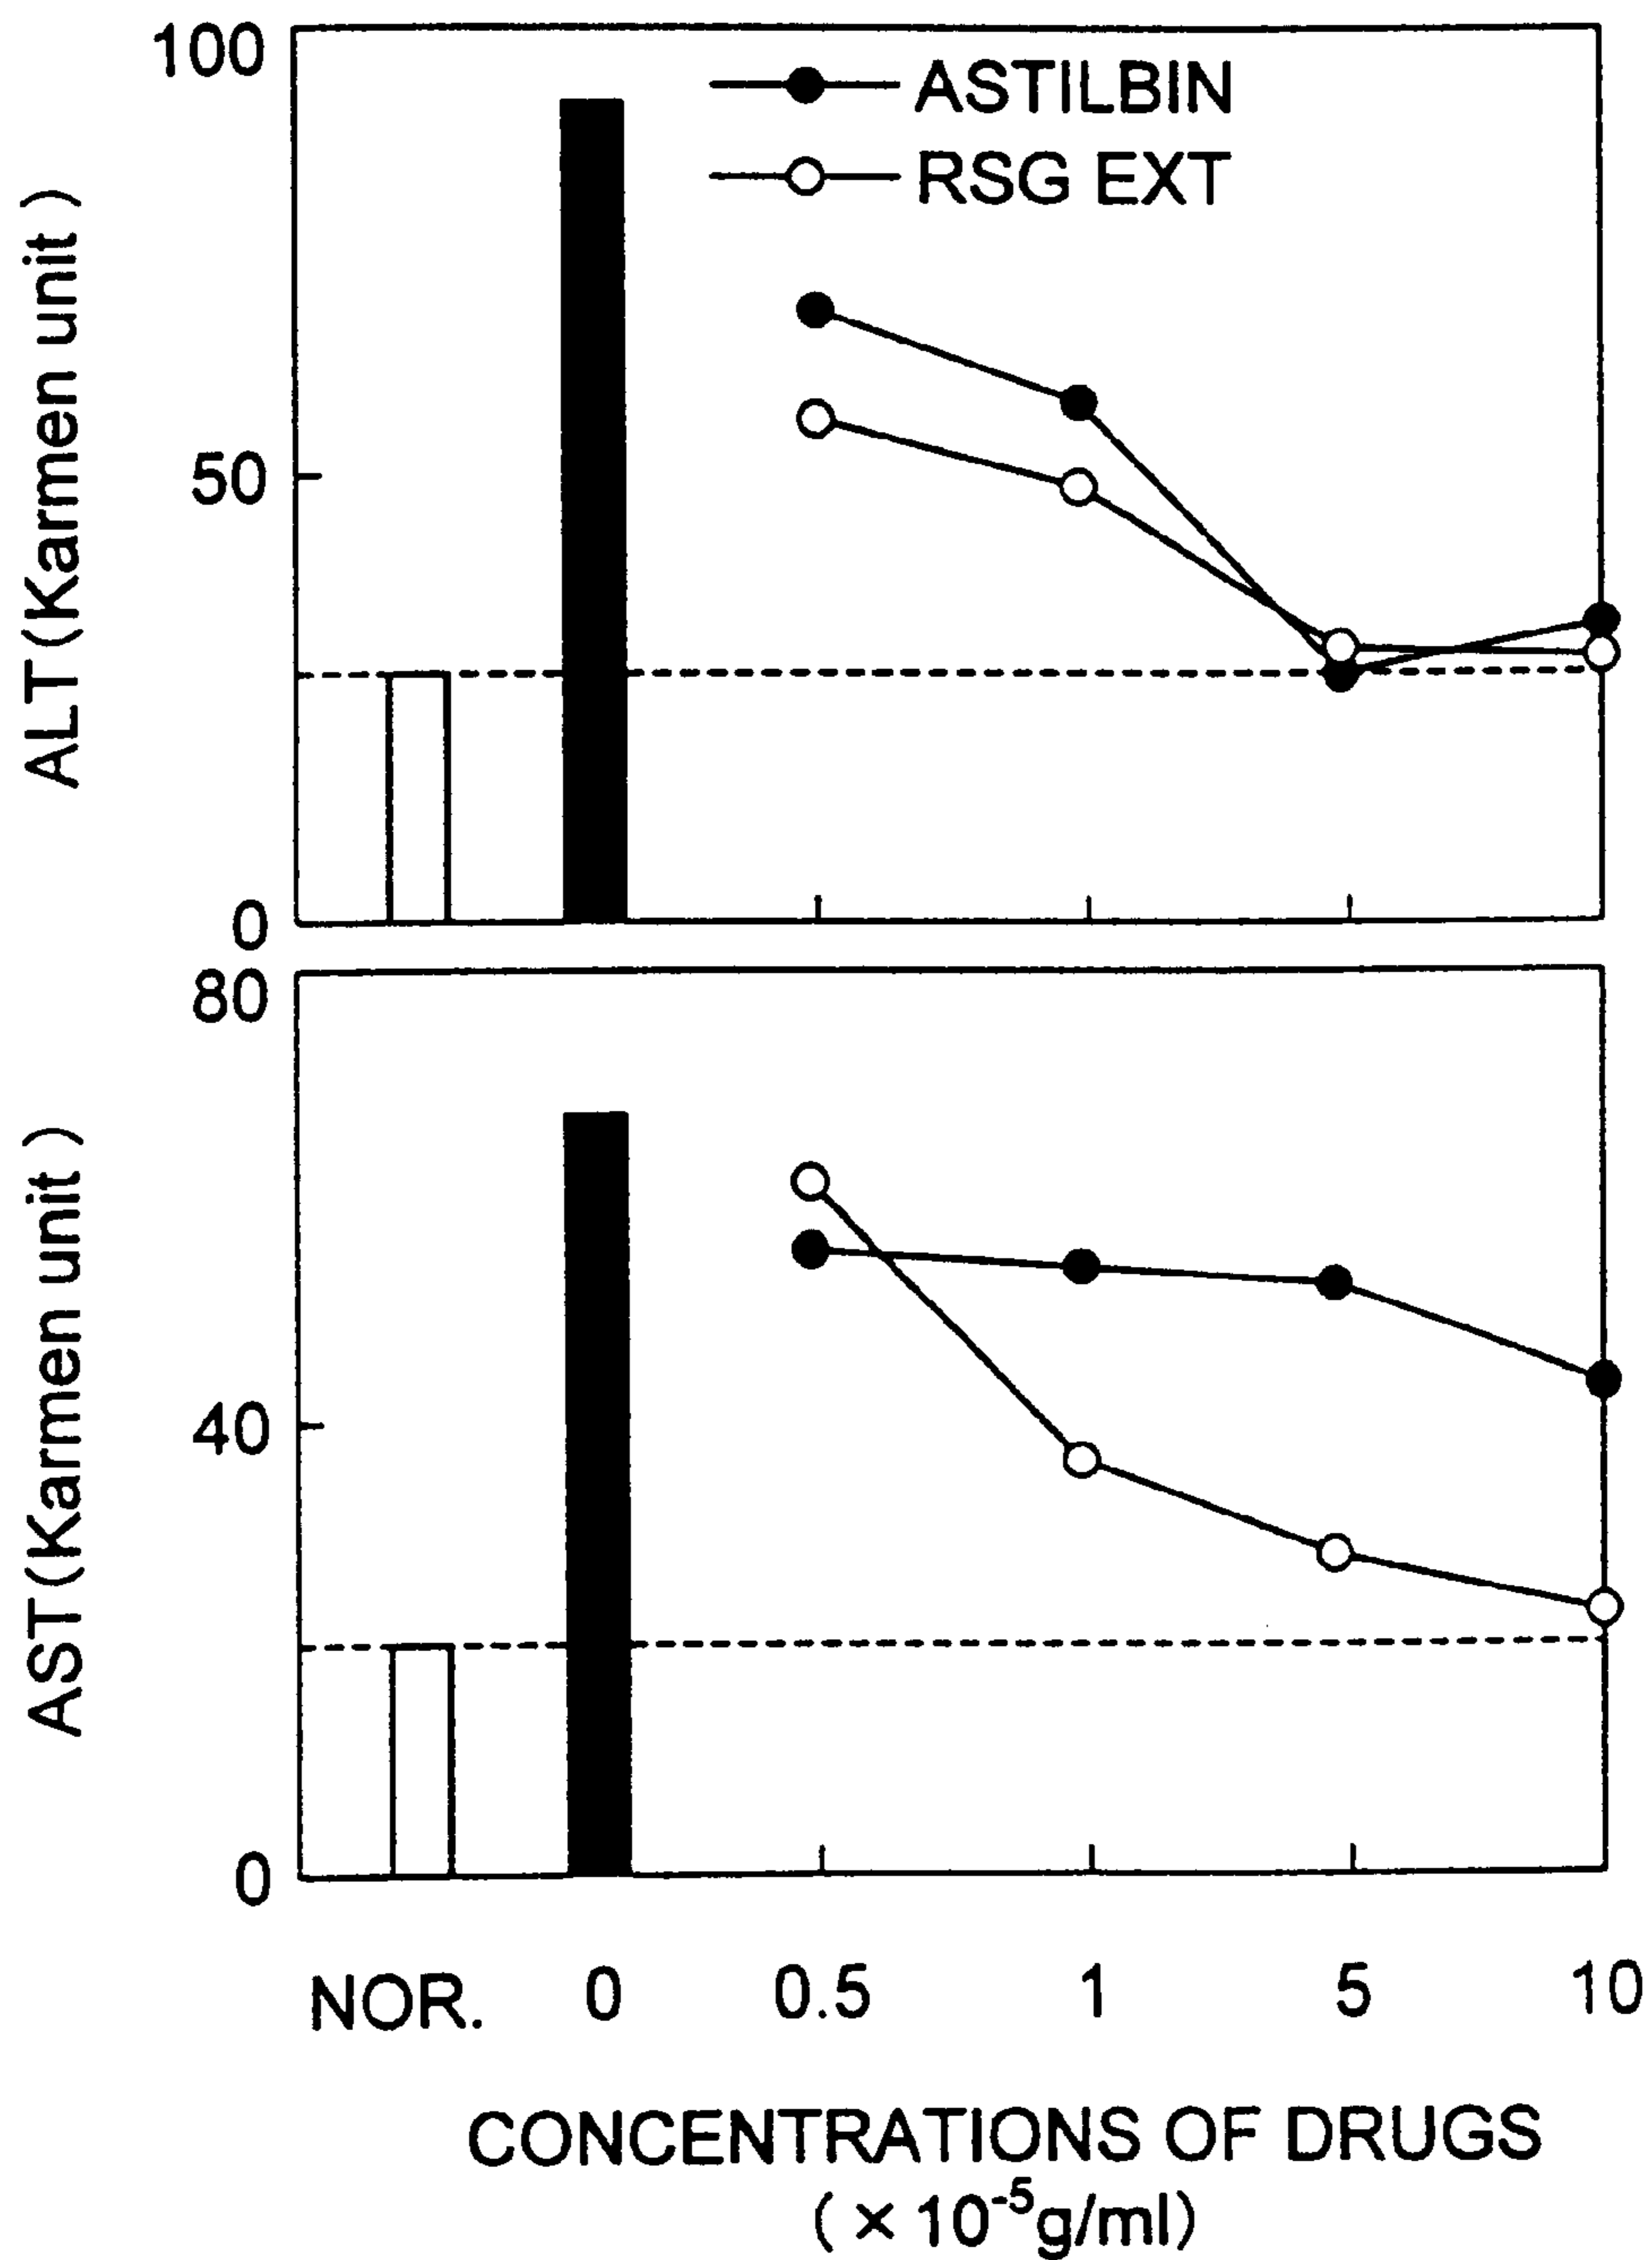 100
ASTILBIN
RSG EXT
50
0
ALT(Karmen unit)
80
40
0
AST(Karmen unit)
NOR. 0 0.5 1 5 10
CONCENTRATIONS OF DRUGS
(×10⁻⁵g/ml)